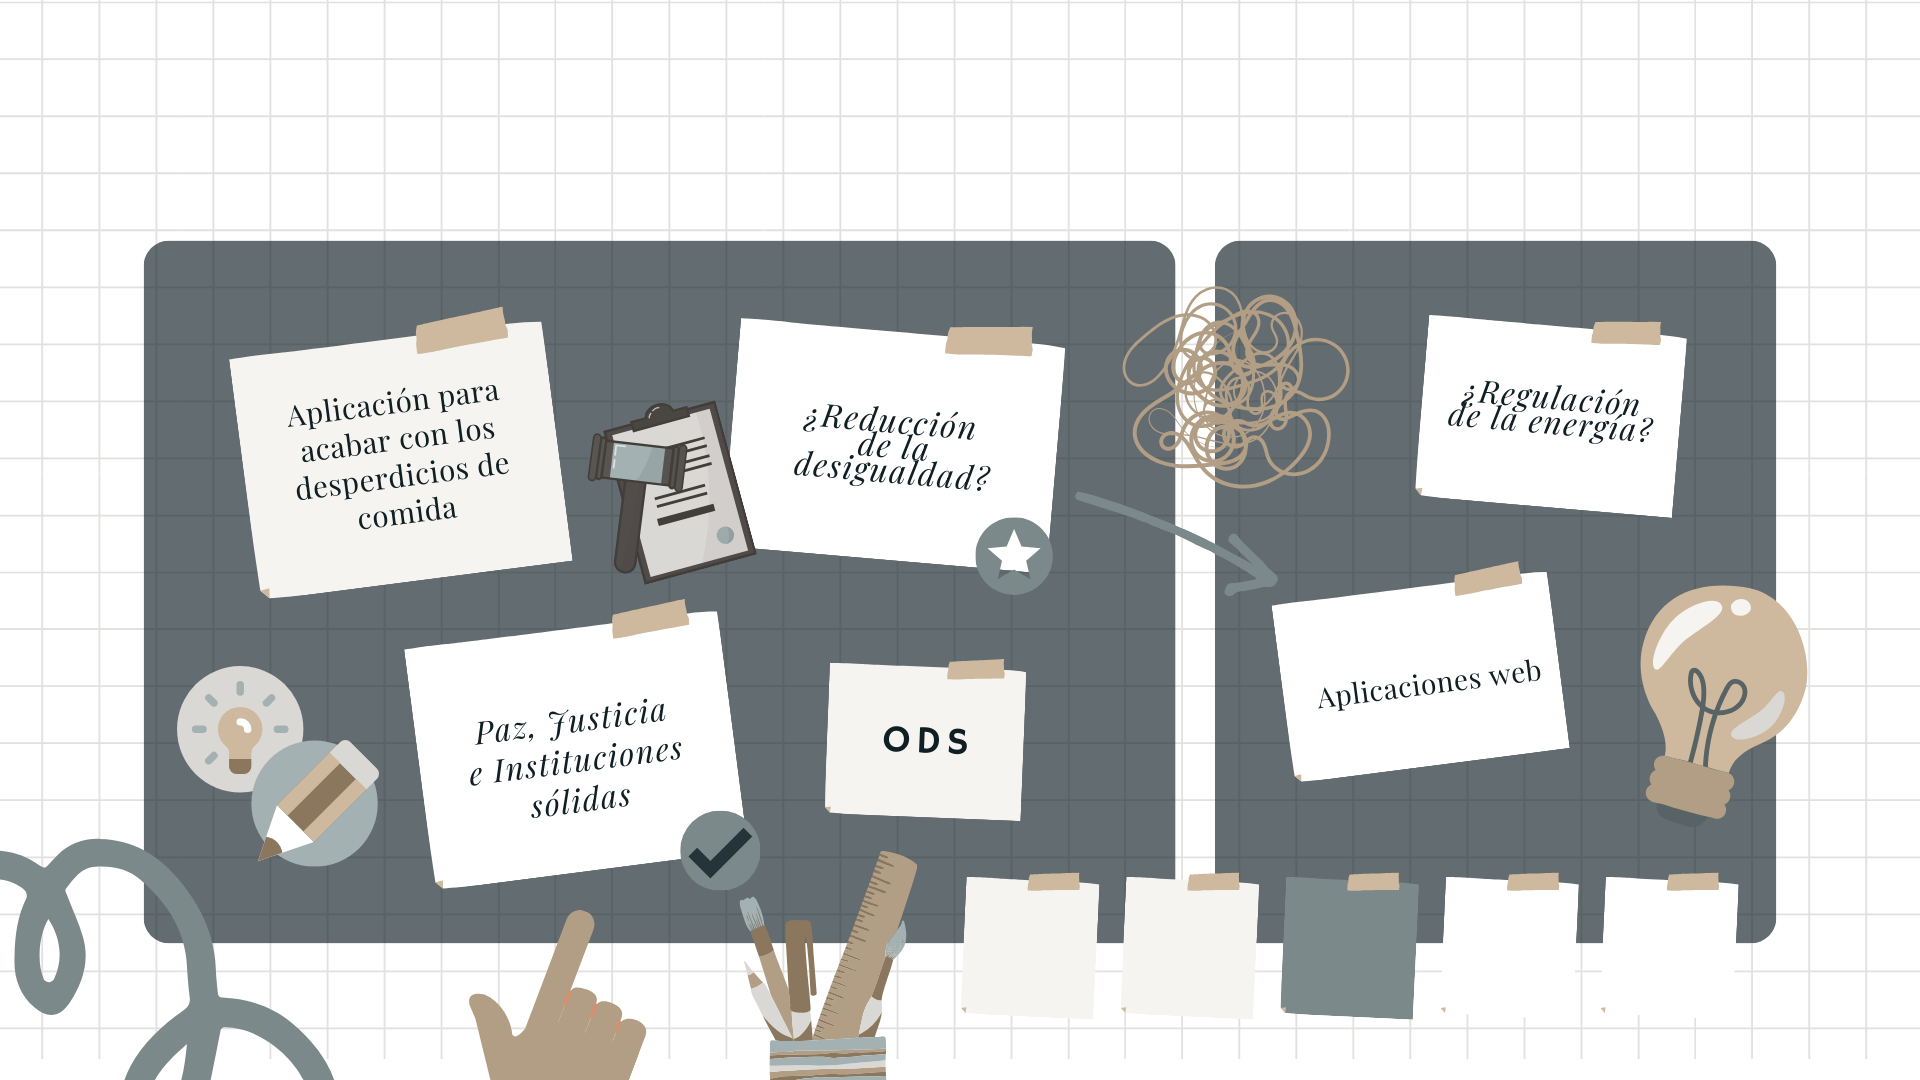 Aplicación para
acabar con los
desperdicios de
comida
¿Reducción
de la
desigualdad?
¿Regulación
de la energía?
Paz, Justicia
e Instituciones
sólidas
ODS
Aplicaciones web